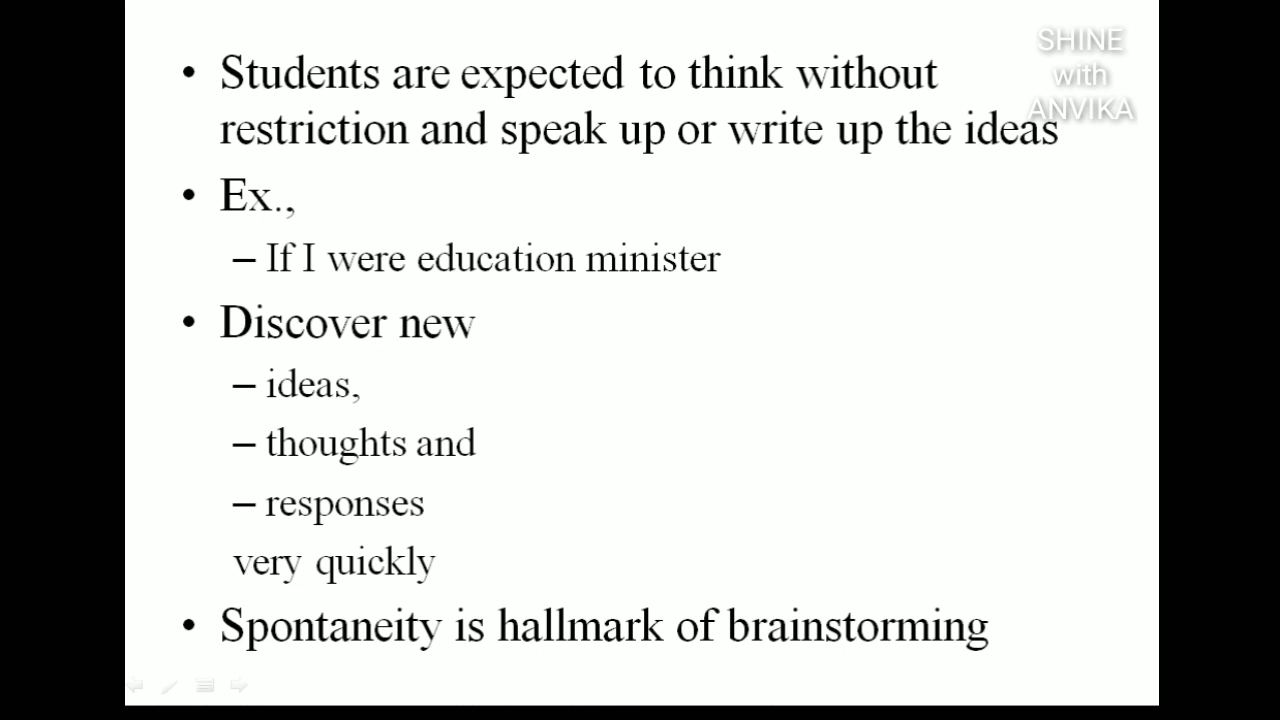 SHINE
with
ANVIKA
• Students are expected to think without
restriction and speak up or write up the ideas
• Ex.,
– If I were education minister
• Discover new
– ideas,
– thoughts and
– responses
very quickly
• Spontaneity is hallmark of brainstorming